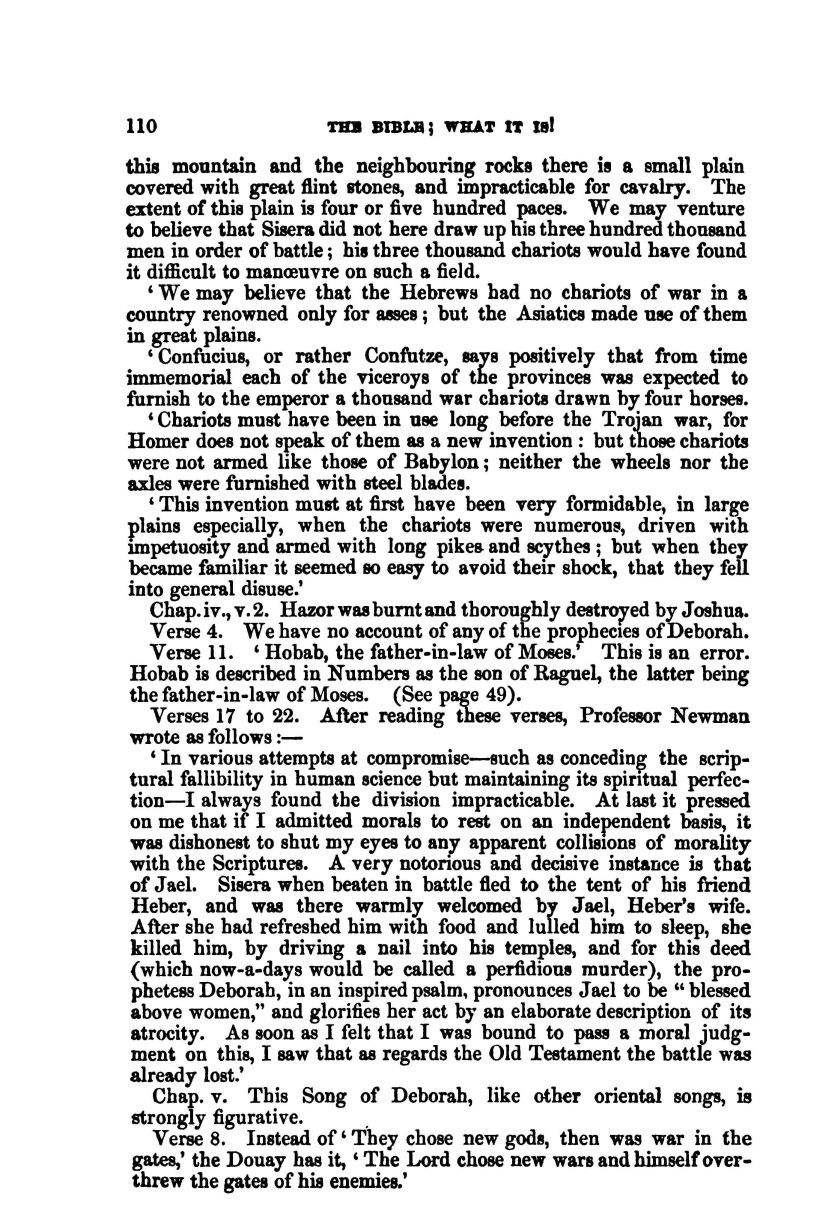 110 THE BIBLE; WHAT IT IS!
this mountain and the neighbouring rocks there is a small plain
covered with great flint stones, and impracticable for cavalry. The
extent of this plain is four or five hundred paces. We may venture
to believe that Sisera did not here draw up his three hundred thousand
men in order of battle; his three thousand chariots would have found
it difficult to manœuvre on such a field.
‘ We may believe that the Hebrews had no chariots of war in a
country renowned only for asses; but the Asiatics made use of them
in great plains.
‘ Confucius, or rather Confutze, says positively that from time
immemorial each of the viceroys of the provinces was expected to
furnish to the emperor a thousand war chariots drawn by four horses.
‘ Chariots must have been in use long before the Trojan war, for
Homer does not speak of them as a new invention : but those chariots
were not armed like those of Babylon; neither the wheels nor the
axles were furnished with steel blades.
‘ This invention must at first have been very formidable, in large
plains especially, when the chariots were numerous, driven with
impetuosity and armed with long pikes and scythes; but when they
became familiar it seemed so easy to avoid their shock, that they fell
into general disuse.’
Chap. iv., v. 2. Hazor was burnt and thoroughly destroyed by Joshua.
Verse 4. We have no account of any of the prophecies of Deborah.
Verse 11. ‘ Hobab, the father-in-law of Moses.’ This is an error.
Hobab is described in Numbers as the son of Raguel, the latter being
the father-in-law of Moses. (See page 49).
Verses 17 to 22. After reading these verses, Professor Newman
wrote as follows :—
‘ In various attempts at compromise—such as conceding the scrip-
tural fallibility in human science but maintaining its spiritual perfec-
tion—I always found the division impracticable. At last it pressed
on me that if I admitted morals to rest on an independent basis, it
was dishonest to shut my eyes to any apparent collisions of morality
with the Scriptures. A very notorious and decisive instance is that
of Jael. Sisera when beaten in battle fled to the tent of his friend
Heber, and was there warmly welcomed by Jael, Heber's wife.
After she had refreshed him with food and lulled him to sleep, she
killed him, by driving a nail into his temples, and for this deed
(which now-a-days would be called a perfidious murder), the pro-
phetess Deborah, in an inspired psalm, pronounces Jael to be “ blessed
above women,” and glorifies her act by an elaborate description of its
atrocity. As soon as I felt that I was bound to pass a moral judg-
ment on this, I saw that as regards the Old Testament the battle was
already lost.’
Chap. v. This Song of Deborah, like other oriental songs, is
strongly figurative.
Verse 8. Instead of ‘ They chose new gods, then was war in the
gates,’ the Douay has it, ‘ The Lord chose new wars and himself over-
threw the gates of his enemies.’